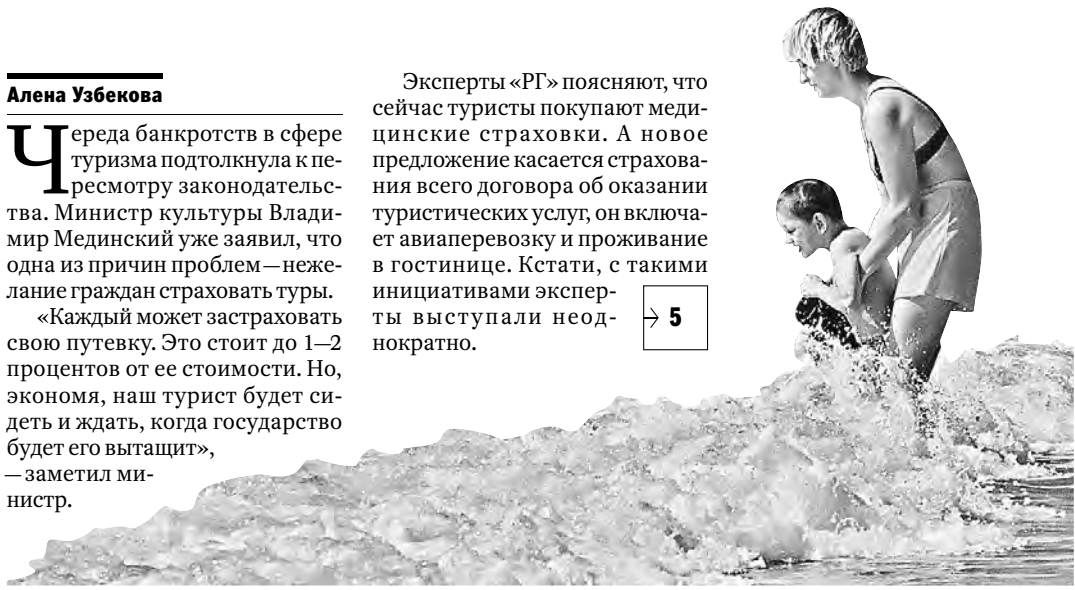 Алена Узбекова
Череда банкротств в сфере
туризма подтолкнула к пе-
ресмотру законодательс-
тва. Министр культуры Влади-
мир Мединский уже заявил, что
одна из причин проблем — неже-
лание граждан страховать туры.
«Каждый может застраховать
свою путевку. Это стоит до 1—2
процентов от ее стоимости. Но,
экономя, наш турист будет си-
деть и ждать, когда государство
будет его вытащит»,
— заметил ми-
нистр.
Эксперты «РГ» поясняют, что
сейчас туристы покупают меди-
цинские страховки. А новое
предложение касается страхова-
ния всего договора об оказании
туристических услуг, он включа-
ет авиаперевозку и проживание
в гостинице. Кстати, с такими
инициативами экспер-
ты выступали неод-
нократно.
→ 5